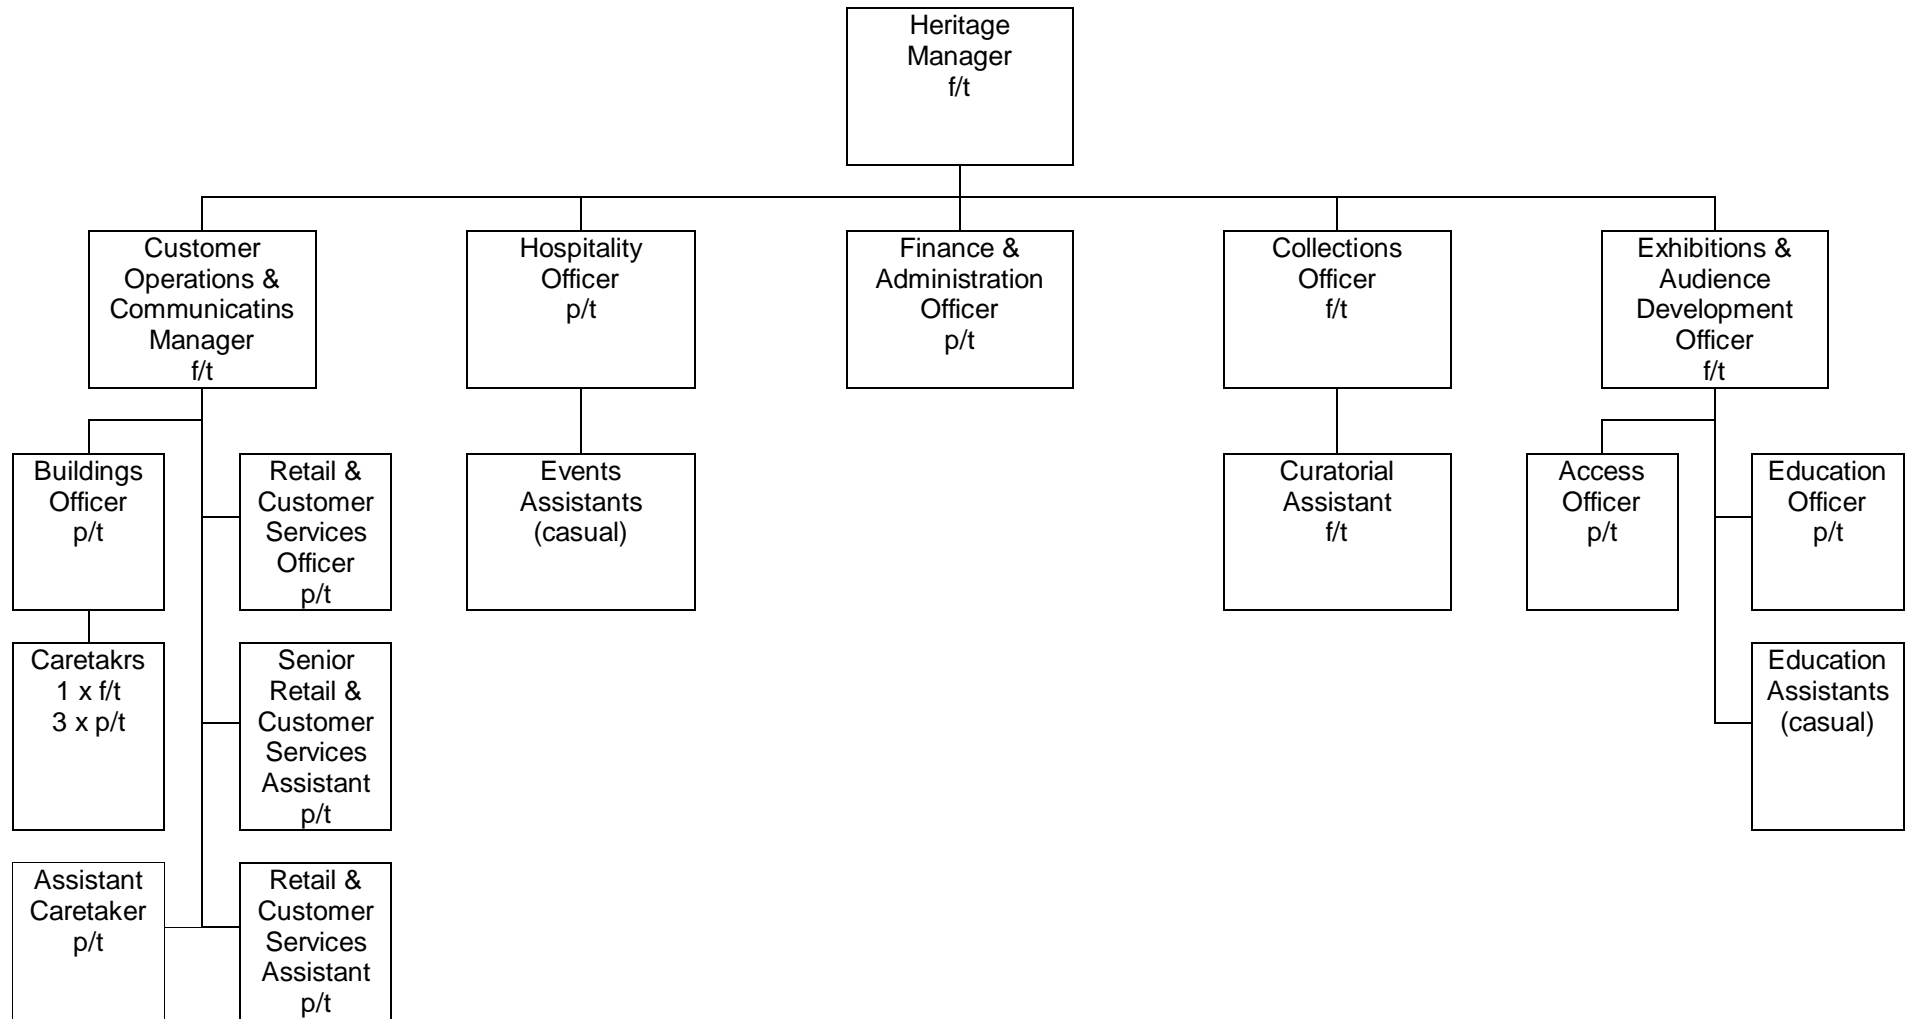 Heritage
Manager
f/t
Customer
Operations &
Communicatins
Manager
f/t
Hospitality
Officer
p/t
Finance &
Administration
Officer
p/t
Collections
Officer
f/t
Exhibitions &
Audience
Development
Officer
f/t
Buildings
Officer
p/t
Retail &
Customer
Services
Officer
p/t
Events
Assistants
(casual)
Curatorial
Assistant
f/t
Access
Officer
p/t
Education
Officer
p/t
Caretakrs
1 x f/t
3 x p/t
Senior
Retail &
Customer
Services
Assistant
p/t
Education
Assistants
(casual)
Assistant
Caretaker
p/t
Retail &
Customer
Services
Assistant
p/t